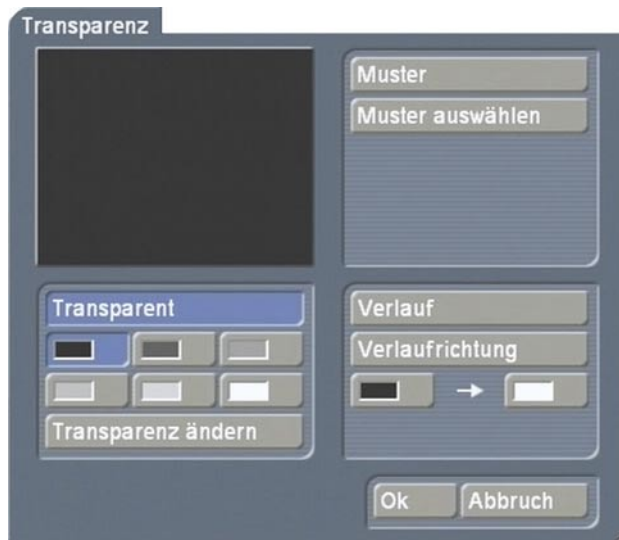 Transparenz
Muster
Muster auswählen
Transparent
Transparenz ändern
Verlauf
Verlaufrichtung
Ok
Abbruch